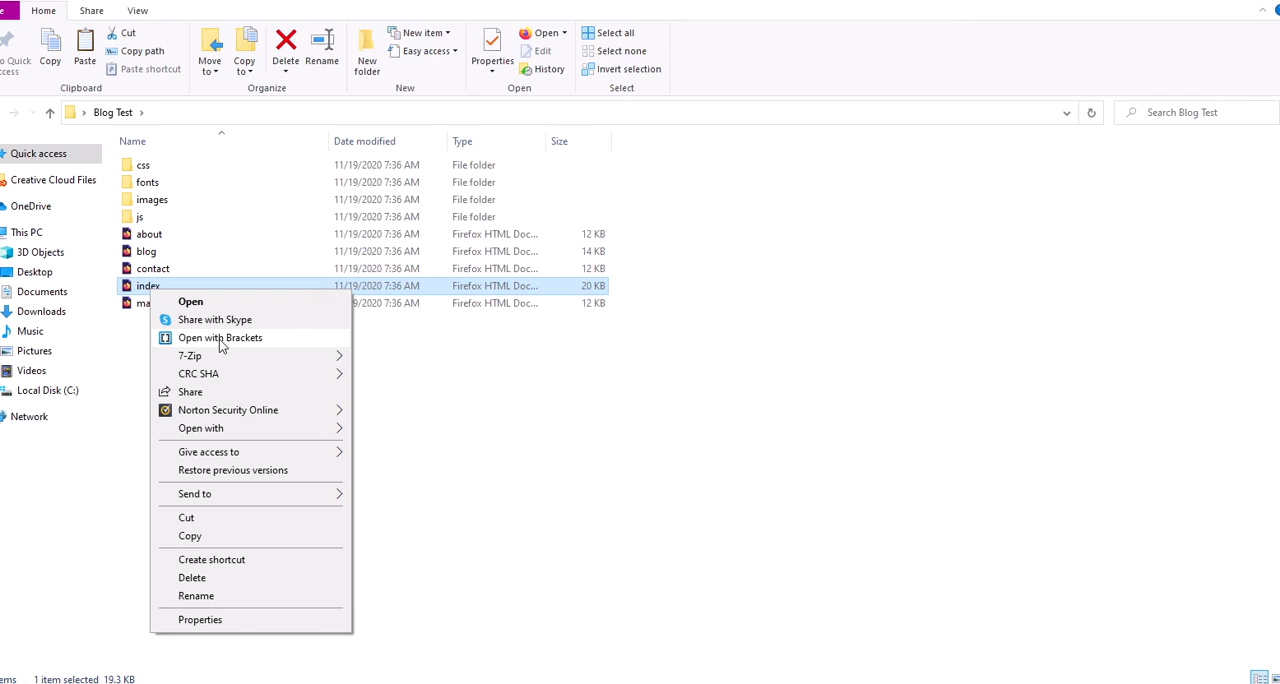 e Home Share View
Cut
Copy path
Paste shortcut
o Quick
ccess
Copy
Paste
Clipboard
Move
to
Copy
to
Delete
Rename
Organize
New item
Easy access
New
folder
New
Properties
Open
Edit
History
Open
Select all
Select none
Invert selection
Select
Blog Test
Search Blog Test
Name Date modified Type Size
Quick access
Creative Cloud Files
OneDrive
This PC
3D Objects
Desktop
Documents
Downloads
Music
Pictures
Videos
Local Disk (C:)
Network
css 11/19/2020 7:36 AM File folder
fonts 11/19/2020 7:36 AM File folder
images 11/19/2020 7:36 AM File folder
js 11/19/2020 7:36 AM File folder
about 11/19/2020 7:36 AM Firefox HTML Doc... 12 KB
blog 11/19/2020 7:36 AM Firefox HTML Doc... 14 KB
contact 11/19/2020 7:36 AM Firefox HTML Doc... 12 KB
index 11/19/2020 7:36 AM Firefox HTML Doc... 20 KB
ma 9/2020 7:36 AM Firefox HTML Doc... 12 KB
Open
Share with Skype
Open with Brackets
7-Zip
CRC SHA
Share
Norton Security Online
Open with
Give access to
Restore previous versions
Send to
Cut
Copy
Create shortcut
Delete
Rename
Properties
ems 1 item selected 19.3 KB